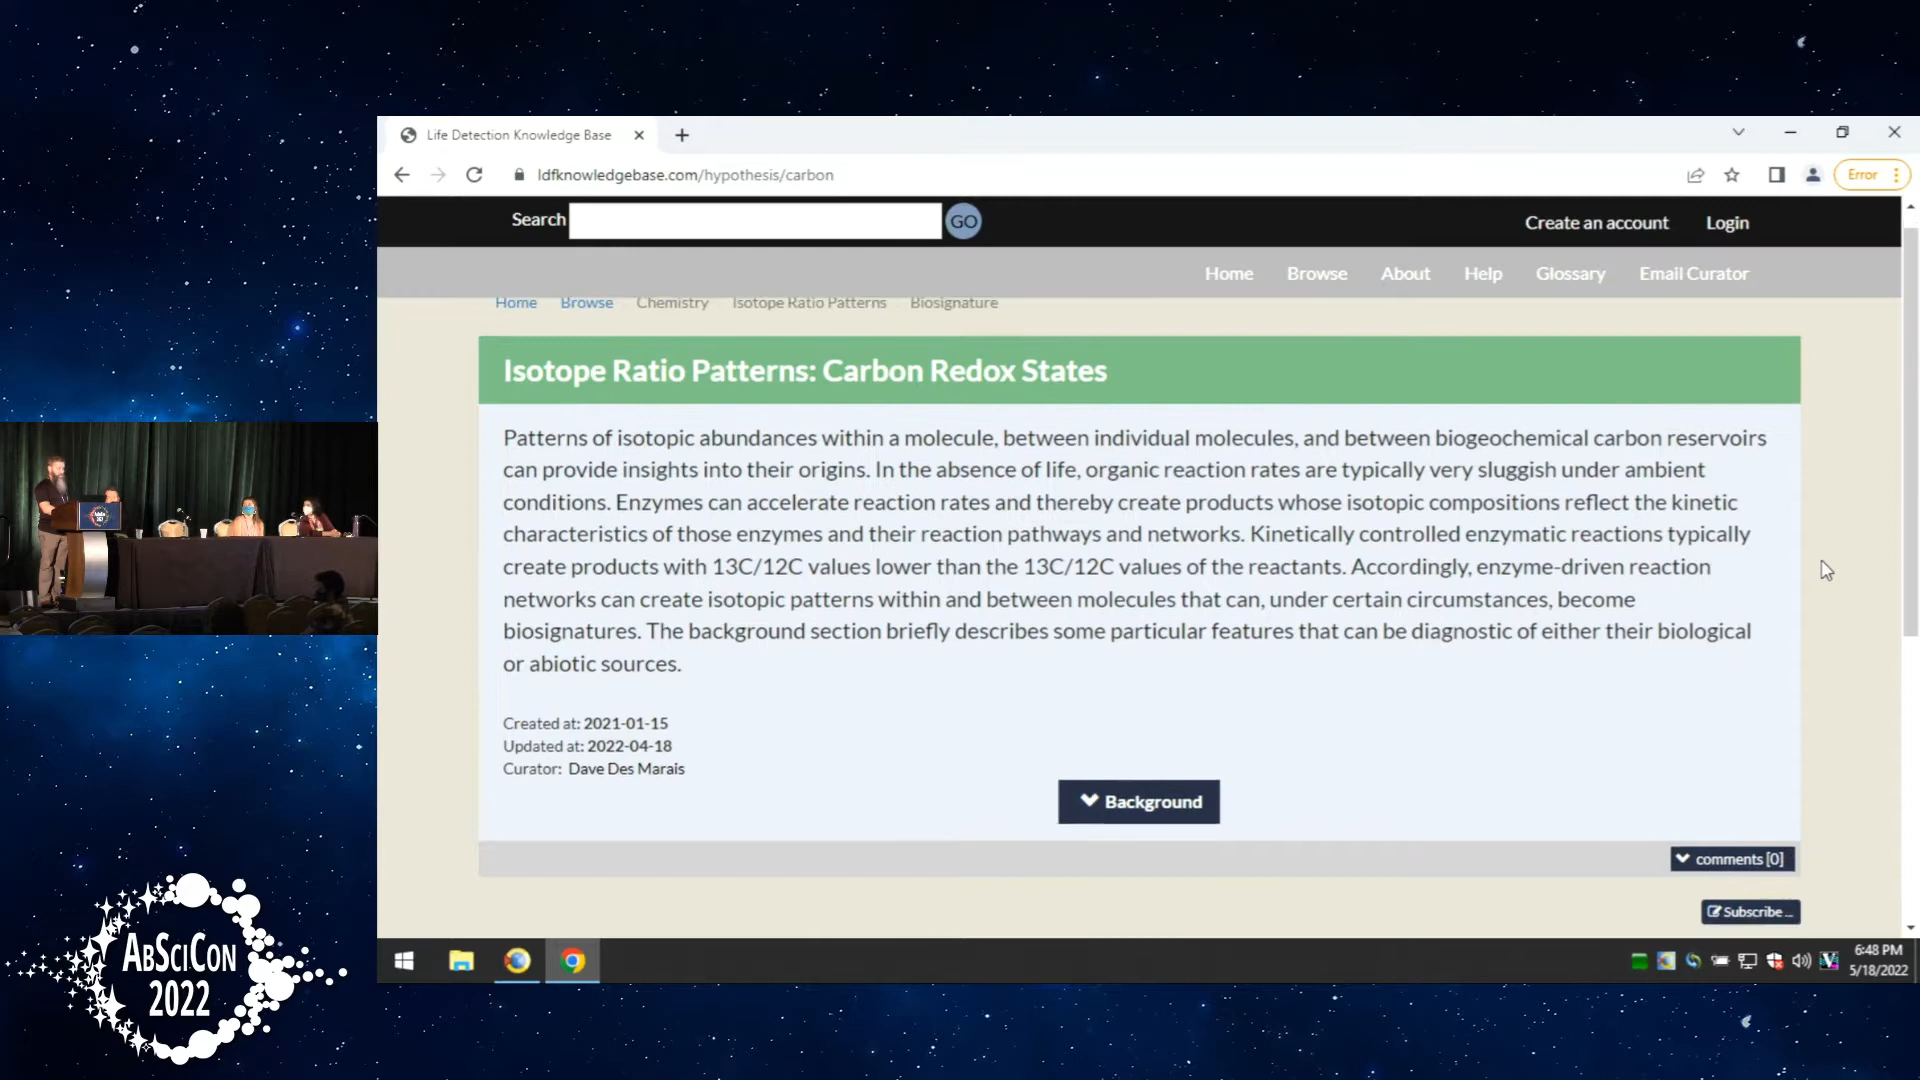 Life Detection Knowledge Base
ldfknowledgebase.com/hypothesis/carbon
Error
Search
GO
Create an account
Login
Home
Browse
About
Help
Glossary
Email Curator
Home
Browse
Chemistry
Isotope Ratio Patterns
Biosignature
Isotope Ratio Patterns: Carbon Redox States
Patterns of isotopic abundances within a molecule, between individual molecules, and between biogeochemical carbon reservoirs
can provide insights into their origins. In the absence of life, organic reaction rates are typically very sluggish under ambient
conditions. Enzymes can accelerate reaction rates and thereby create products whose isotopic compositions reflect the kinetic
characteristics of those enzymes and their reaction pathways and networks. Kinetically controlled enzymatic reactions typically
create products with 13C/12C values lower than the 13C/12C values of the reactants. Accordingly, enzyme-driven reaction
networks can create isotopic patterns within and between molecules that can, under certain circumstances, become
biosignatures. The background section briefly describes some particular features that can be diagnostic of either their biological
or abiotic sources.
Created at: 2021-01-15
Updated at: 2022-04-18
Curator: Dave Des Marais
Background
comments [0]
Subscribe ...
6:48 PM
5/18/2022
ABSCICON
2022